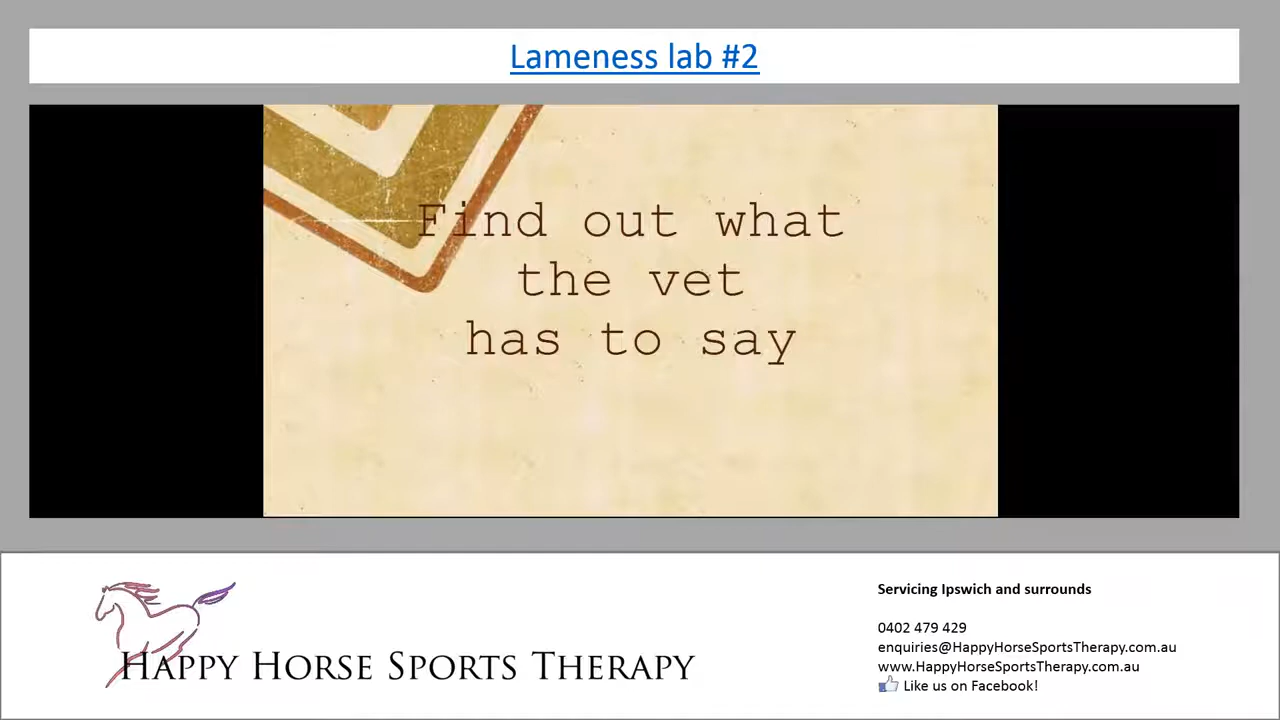 Lameness lab #2
Find out what
the vet
has to say
HAPPY HORSE SPORTS THERAPY
Servicing Ipswich and surrounds
0402 479 429
enquiries@HappyHorseSportsTherapy.com.au
www.HappyHorseSportsTherapy.com.au
Like us on Facebook!